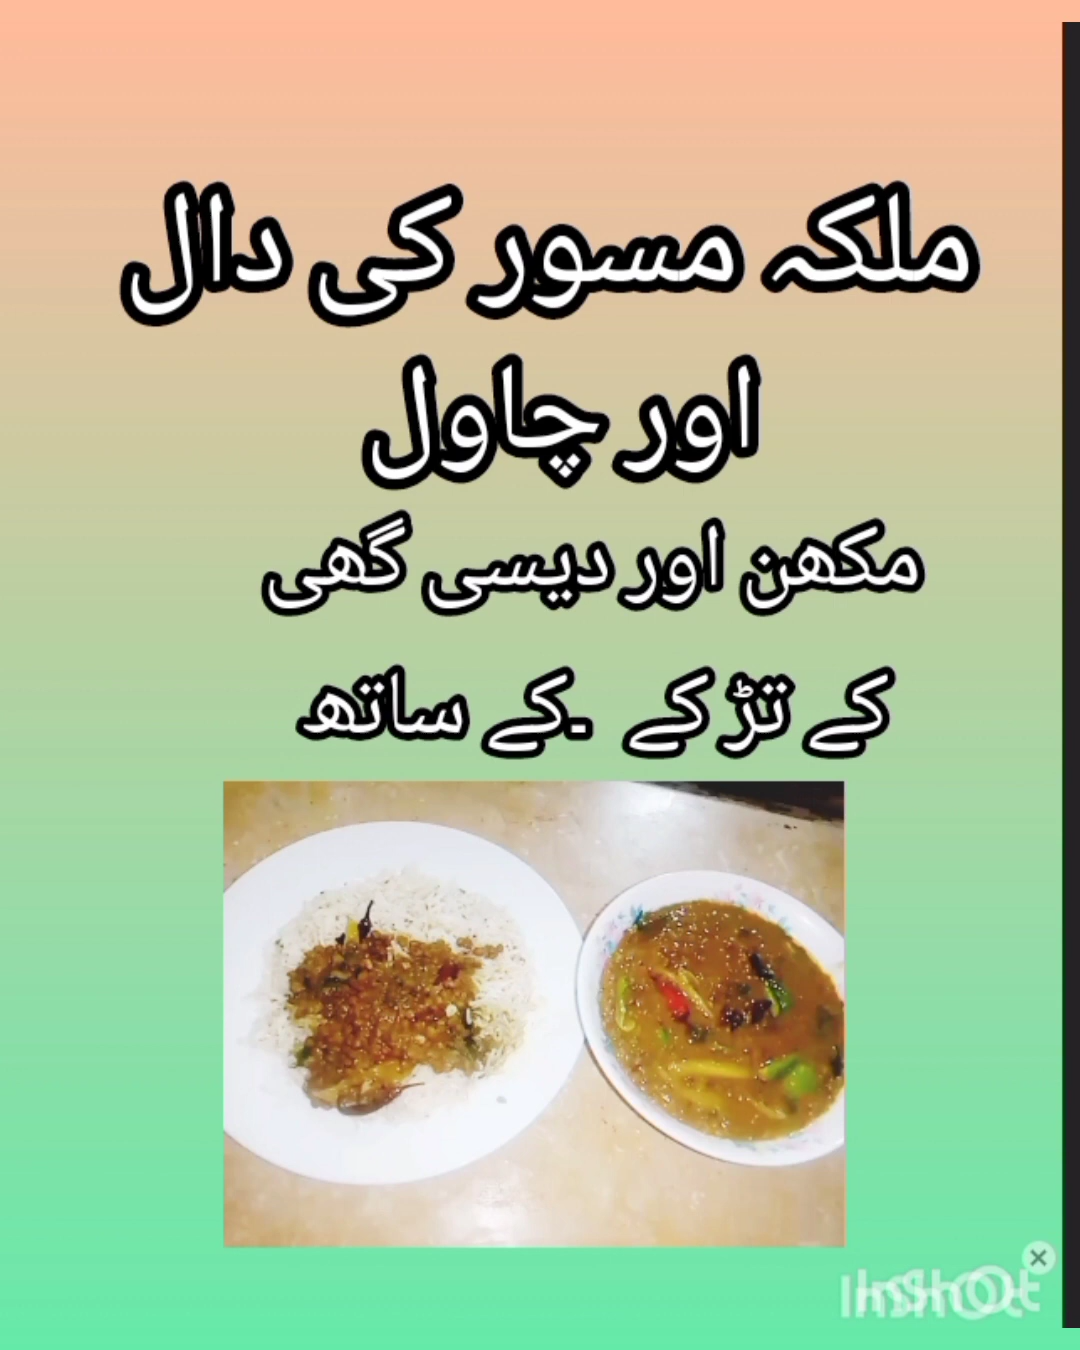 ملکہ مسور کی دال
اور چاول
مکھن اور دیسی گھی
کے تڑکے ۔کے ساتھ
InShot